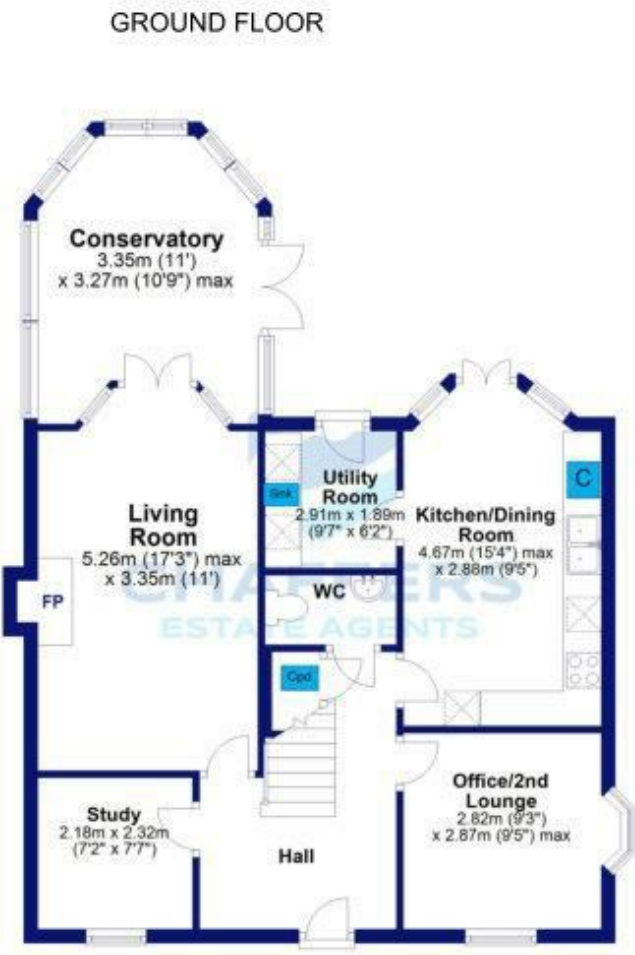 GROUND FLOOR
Conservatory
3.35m (11')
x 3.27m (10'9") max
Living
Room
5.26m (17'3") max
x 3.35m (11')
FP
Sink
Utility
Room
2.91m x 1.89m
(9'7" x 6'2")
Kitchen/Dining
Room
4.67m (15'4") max
x 2.88m (9'5")
C
WC
CHAFFERS
ESTATE AGENTS
Cpd
Study
2.18m x 2.32m
(7'2" x 7'7")
Hall
Office/2nd
Lounge
2.82m (9'3")
x 2.87m (9'5") max